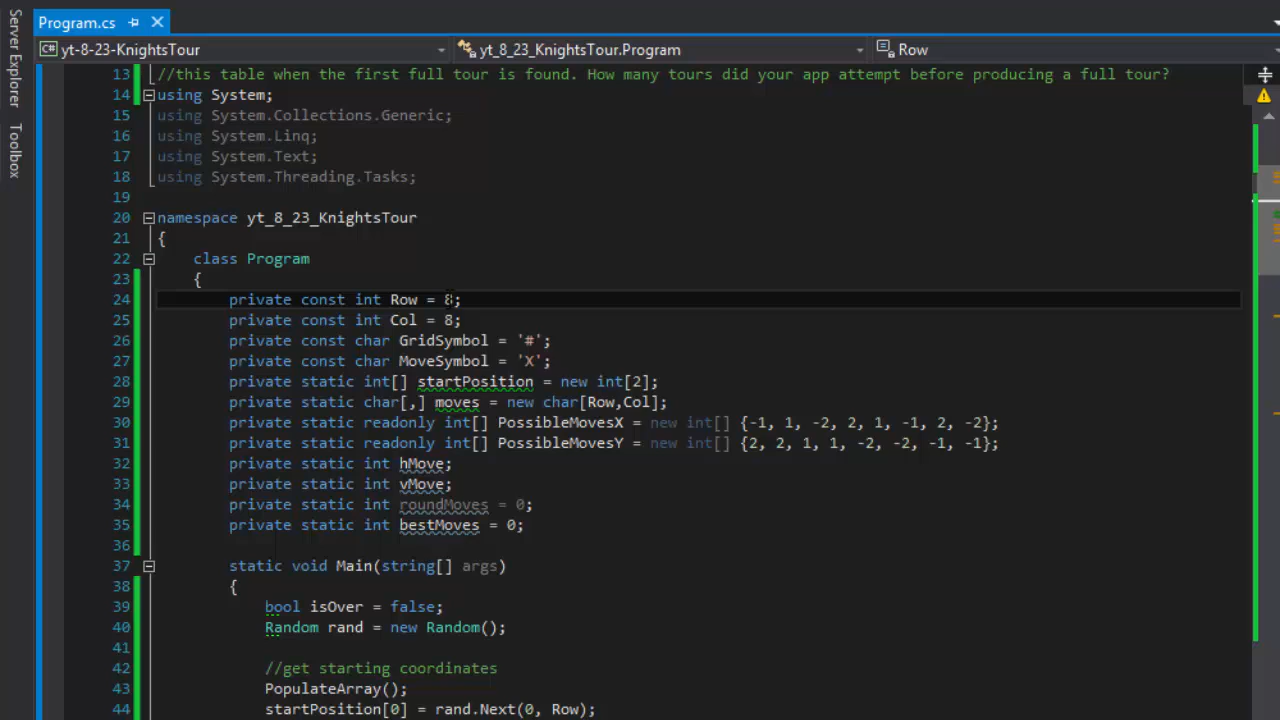 Server Explorer
Toolbox
Program.cs
C# yt-8-23-KnightsTour
yt_8_23_KnightsTour.Program
Row
13 //this table when the first full tour is found. How many tours did your app attempt before producing a full tour?
14 using System;
15 using System.Collections.Generic;
16 using System.Linq;
17 using System.Text;
18 using System.Threading.Tasks;
19
20 namespace yt_8_23_KnightsTour
21 {
22 class Program
23 {
24 private const int Row = 8;
25 private const int Col = 8;
26 private const char GridSymbol = '#';
27 private const char MoveSymbol = 'X';
28 private static int[] startPosition = new int[2];
29 private static char[,] moves = new char[Row,Col];
30 private static readonly int[] PossibleMovesX = new int[] {-1, 1, -2, 2, 1, -1, 2, -2};
31 private static readonly int[] PossibleMovesY = new int[] {2, 2, 1, 1, -2, -2, -1, -1};
32 private static int hMove;
33 private static int vMove;
34 private static int roundMoves = 0;
35 private static int bestMoves = 0;
36
37 static void Main(string[] args)
38 {
39 bool isOver = false;
40 Random rand = new Random();
41
42 //get starting coordinates
43 PopulateArray();
44 startPosition[0] = rand.Next(0, Row);